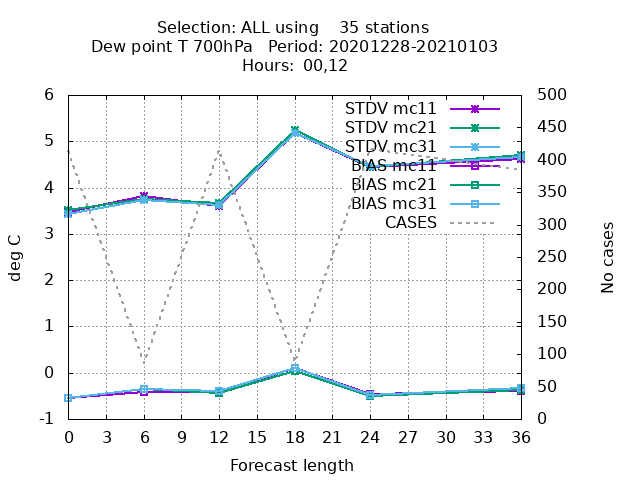 Selection: ALL using    35 stations
Dew point T 700hPa   Period: 20201228-20210103
Hours: 00,12
STDV mc11
STDV mc21
STDV mc31
BIAS mc11
BIAS mc21
BIAS mc31
CASES
deg C
6
5
4
3
2
1
0
-1
500
450
400
350
300
250
200
150
100
50
0
No cases
0 3 6 9 12 15 18 21 24 27 30 33 36
Forecast length